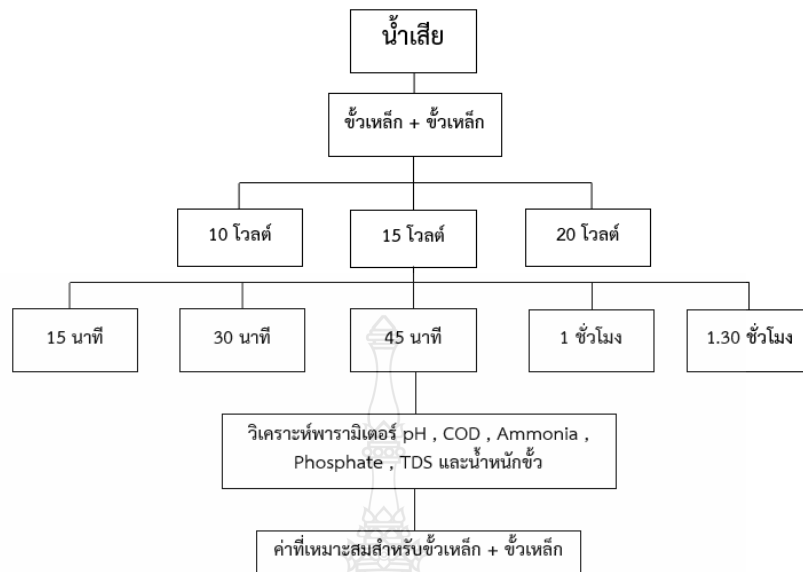 น้ำเสีย
ขั้วเหล็ก + ขั้วเหล็ก
10 โวลต์
15 โวลต์
20 โวลต์
15 นาที
30 นาที
45 นาที
1 ชั่วโมง
1.30 ชั่วโมง
วิเคราะห์พารามิเตอร์ pH , COD , Ammonia ,
Phosphate , TDS และน้ำหนักขั้ว
ค่าที่เหมาะสมสำหรับขั้วเหล็ก + ขั้วเหล็ก